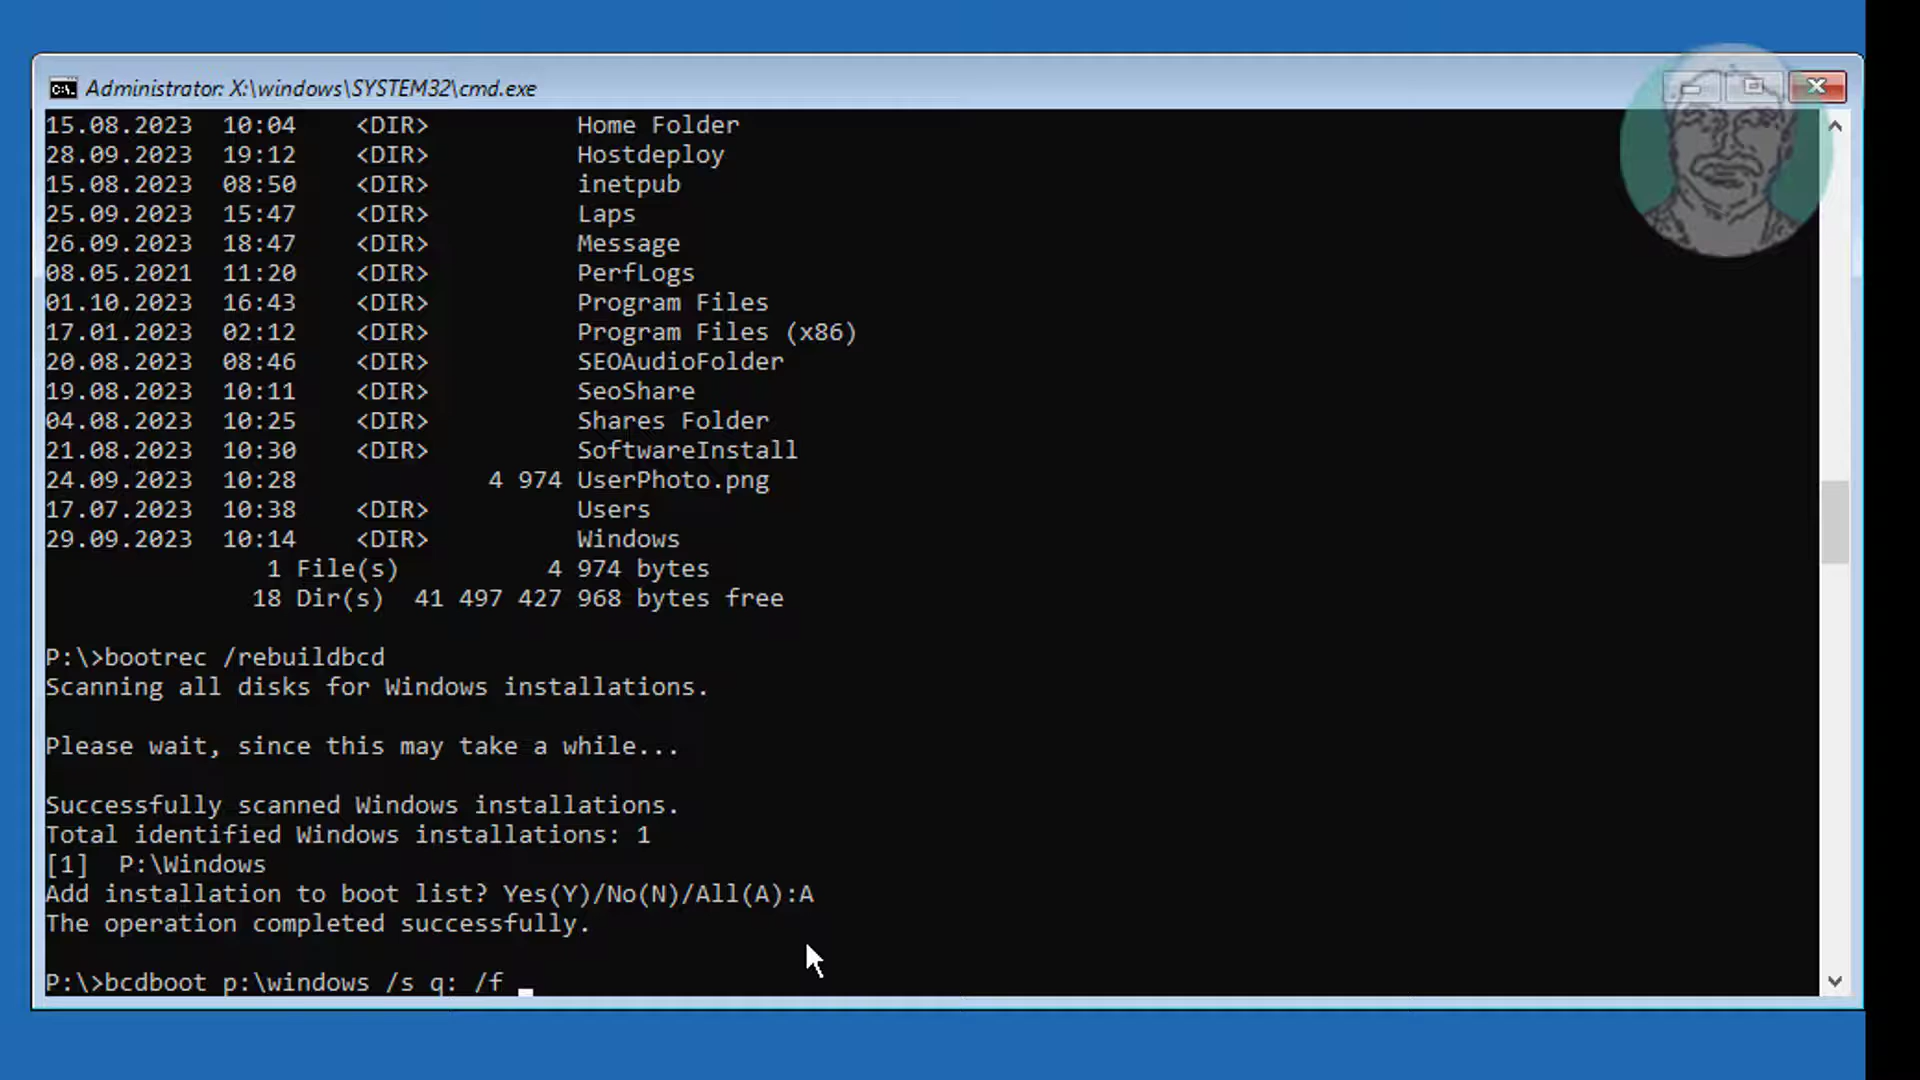 Administrator: X:\windows\SYSTEM32\cmd.exe
15.08.2023  10:04    <DIR>          Home Folder
28.09.2023  19:12    <DIR>          Hostdeploy
15.08.2023  08:50    <DIR>          inetpub
25.09.2023  15:47    <DIR>          Laps
26.09.2023  18:47    <DIR>          Message
08.05.2021  11:20    <DIR>          PerfLogs
01.10.2023  16:43    <DIR>          Program Files
17.01.2023  02:12    <DIR>          Program Files (x86)
20.08.2023  08:46    <DIR>          SEOAudioFolder
19.08.2023  10:11    <DIR>          SeoShare
04.08.2023  10:25    <DIR>          Shares Folder
21.08.2023  10:30    <DIR>          SoftwareInstall
24.09.2023  10:28             4 974 UserPhoto.png
17.07.2023  10:38    <DIR>          Users
29.09.2023  10:14    <DIR>          Windows
               1 File(s)          4 974 bytes
              18 Dir(s)  41 497 427 968 bytes free
P:\>bootrec /rebuildbcd
Scanning all disks for Windows installations.
Please wait, since this may take a while...
Successfully scanned Windows installations.
Total identified Windows installations: 1
[1]  P:\Windows
Add installation to boot list? Yes(Y)/No(N)/All(A):A
The operation completed successfully.
P:\>bcdboot p:\windows /s q: /f